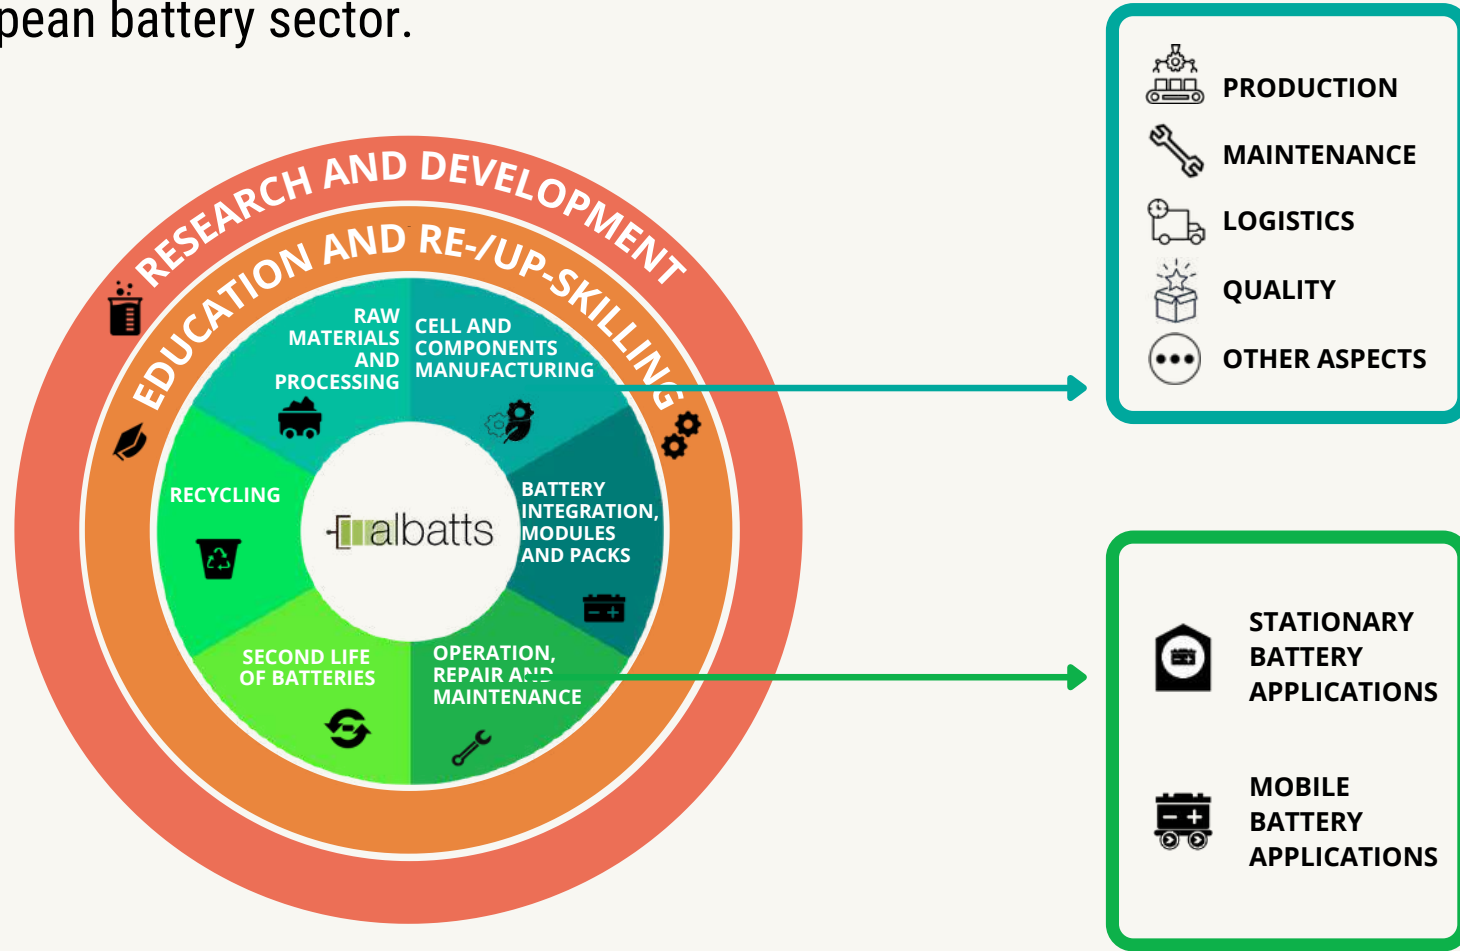 pean battery sector.
RESEARCH AND DEVELOPMENT
EDUCATION AND RE-/UP-SKILLING
RAW
MATERIALS
AND
PROCESSING
CELL AND
COMPONENTS
MANUFACTURING
BATTERY
INTEGRATION,
MODULES
AND PACKS
OPERATION,
REPAIR AND
MAINTENANCE
SECOND LIFE
OF BATTERIES
RECYCLING
albatts
PRODUCTION
MAINTENANCE
LOGISTICS
QUALITY
OTHER ASPECTS
STATIONARY
BATTERY
APPLICATIONS
MOBILE
BATTERY
APPLICATIONS